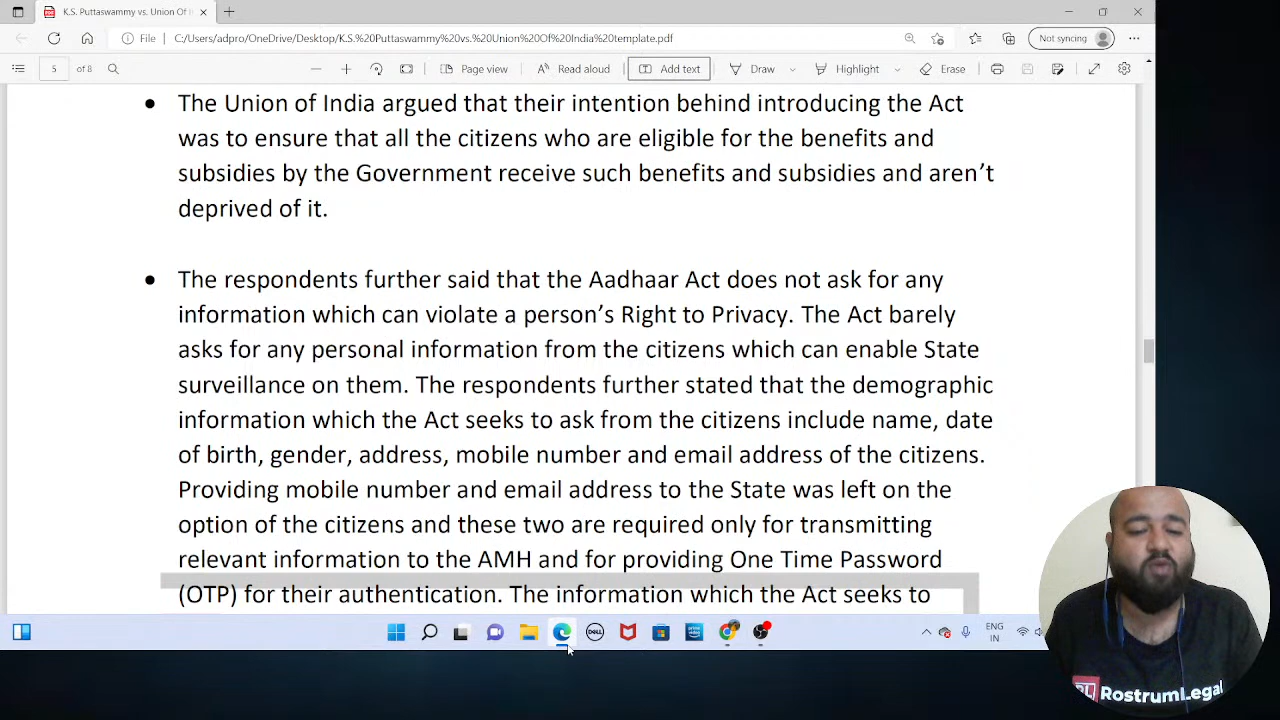 K.S. Puttaswammy vs. Union Of I
File C:/Users/adpro/OneDrive/Desktop/K.S.%20Puttaswammy%20vs.%20Union%20Of%20India%20template.pdf
Not syncing
5 of 8
Page view
Read aloud
Add text
Draw
Highlight
Erase
• The Union of India argued that their intention behind introducing the Act
was to ensure that all the citizens who are eligible for the benefits and
subsidies by the Government receive such benefits and subsidies and aren't
deprived of it.
• The respondents further said that the Aadhaar Act does not ask for any
information which can violate a person's Right to Privacy. The Act barely
asks for any personal information from the citizens which can enable State
surveillance on them. The respondents further stated that the demographic
information which the Act seeks to ask from the citizens include name, date
of birth, gender, address, mobile number and email address of the citizens.
Providing mobile number and email address to the State was left on the
option of the citizens and these two are required only for transmitting
relevant information to the AMH and for providing One Time Password
(OTP) for their authentication. The information which the Act seeks to
DELL
prime video
ENG
IN
RL RostrumLegal